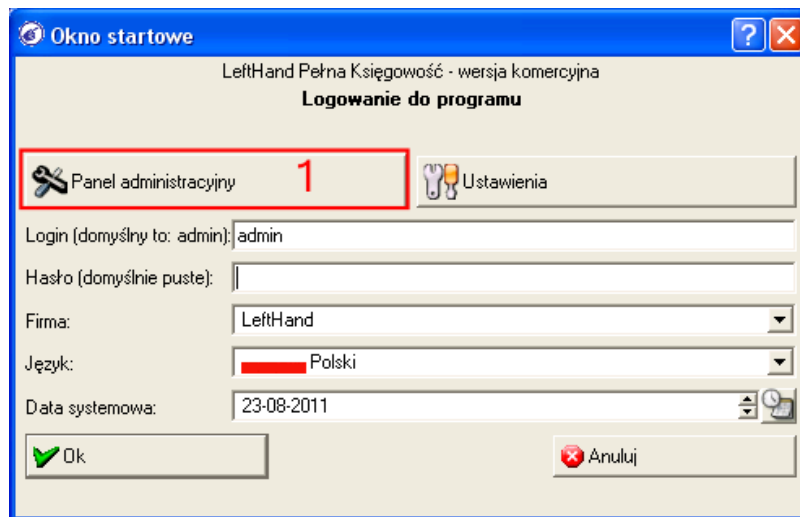 Okno startowe
LeftHand Pełna Księgowość - wersja komercyjna
Logowanie do programu
Panel administracyjny 1 Ustawienia
Login (domyślny to: admin): admin
Hasło (domyślnie puste):
Firma: LeftHand
Język: Polski
Data systemowa: 23-08-2011
Ok Anuluj